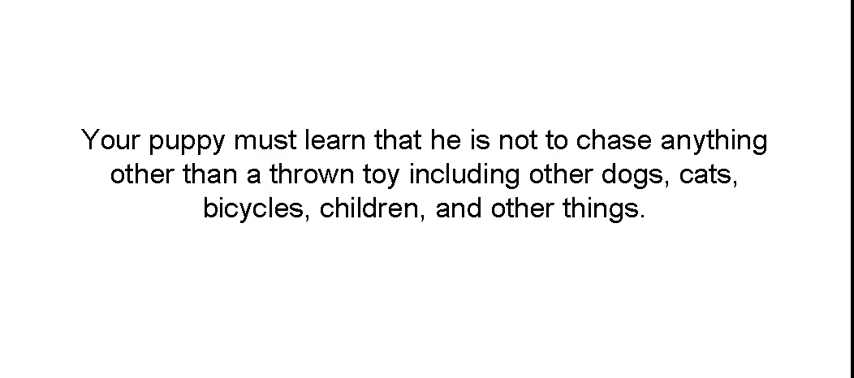 Your puppy must learn that he is not to chase anything
other than a thrown toy including other dogs, cats,
bicycles, children, and other things.